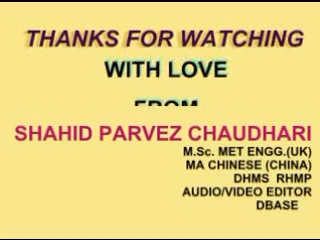 THANKS FOR WATCHING
WITH LOVE
FROM
SHAHID PARVEZ CHAUDHARI
M.Sc. MET ENGG.(UK)
MA CHINESE (CHINA)
DHMS RHMP
AUDIO/VIDEO EDITOR
DBASE